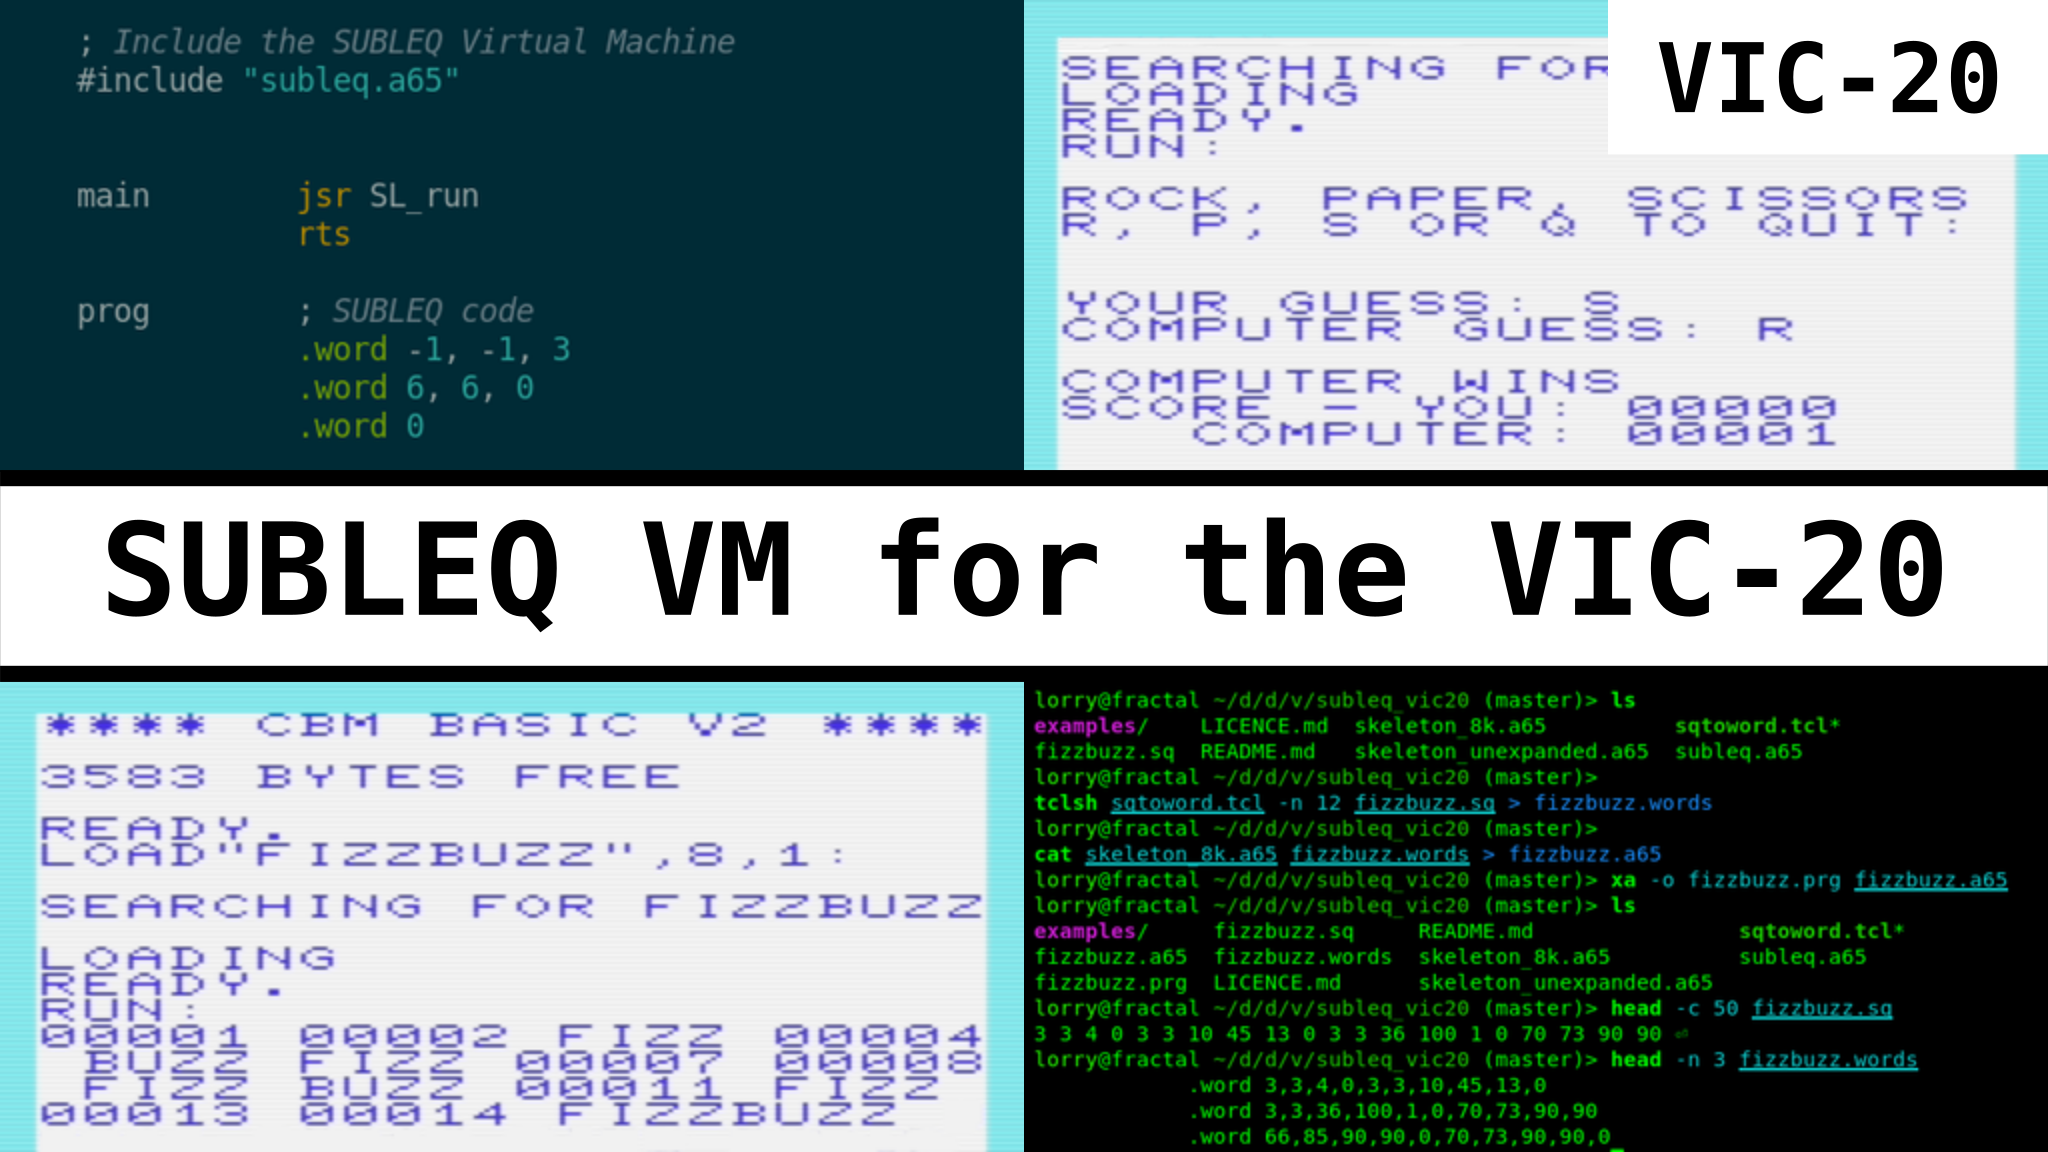 ; Include the SUBLEQ Virtual Machine
#include "subleq.a65"
main jsr SL_run
rts
prog ; SUBLEQ code
.word -1, -1, 3
.word 6, 6, 0
.word 0
SEARCHING FOR
LOADING
READY.
RUN:
ROCK, PAPER, SCISSORS
R, P, S OR Q TO QUIT:
YOUR GUESS: S
COMPUTER GUESS: R
COMPUTER WINS
SCORE - YOU: 00000
COMPUTER: 00001
VIC-20
SUBLEQ VM for the VIC-20
**** CBM BASIC V2 ****
3583 BYTES FREE
READY.
LOAD"FIZZBUZZ",8,1:
SEARCHING FOR FIZZBUZZ
LOADING
READY.
RUN:
00001 00002 FIZZ 00004
BUZZ FIZZ 00007 00008
FIZZ BUZZ 00011 FIZZ
00013 00014 FIZZBUZZ
lorry@fractal ~/d/d/v/subleq_vic20 (master)> ls
examples/ LICENCE.md skeleton_8k.a65 sqtoword.tcl*
fizzbuzz.sq README.md skeleton_unexpanded.a65 subleq.a65
lorry@fractal ~/d/d/v/subleq_vic20 (master)>
tclsh sqtoword.tcl -n 12 fizzbuzz.sq > fizzbuzz.words
lorry@fractal ~/d/d/v/subleq_vic20 (master)>
cat skeleton_8k.a65 fizzbuzz.words > fizzbuzz.a65
lorry@fractal ~/d/d/v/subleq_vic20 (master)> xa -o fizzbuzz.prg fizzbuzz.a65
lorry@fractal ~/d/d/v/subleq_vic20 (master)> ls
examples/ fizzbuzz.sq README.md sqtoword.tcl*
fizzbuzz.a65 fizzbuzz.words skeleton_8k.a65 subleq.a65
fizzbuzz.prg LICENCE.md skeleton_unexpanded.a65
lorry@fractal ~/d/d/v/subleq_vic20 (master)> head -c 50 fizzbuzz.sq
3 3 4 0 3 3 10 45 13 0 3 3 36 100 1 0 70 73 90 90 ⏎
lorry@fractal ~/d/d/v/subleq_vic20 (master)> head -n 3 fizzbuzz.words
.word 3,3,4,0,3,3,10,45,13,0
.word 3,3,36,100,1,0,70,73,90,90
.word 66,85,90,90,0,70,73,90,90,0